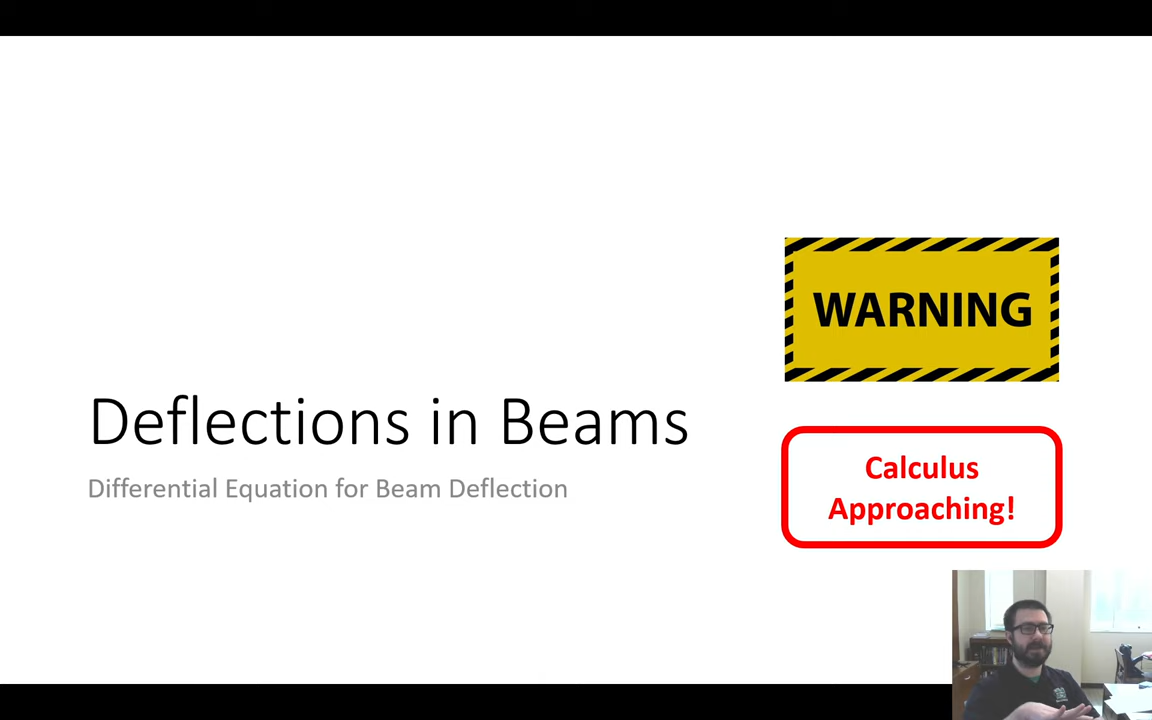 Deflections in Beams
Differential Equation for Beam Deflection
WARNING
Calculus
Approaching!